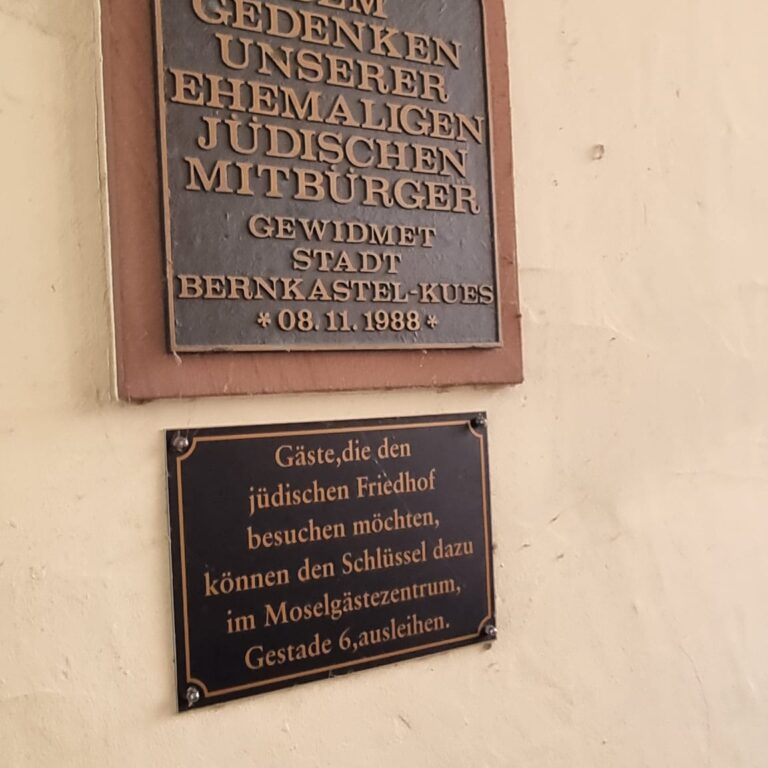 DEM
GEDENKEN
UNSERER
EHEMALIGEN
JÜDISCHEN
MITBÜRGER
GEWIDMET
STADT
BERNKASTEL-KUES
* 08. 11. 1988 *
Gäste,die den
jüdischen Friedhof
besuchen möchten,
können den Schlüssel dazu
im Moselgästezentrum,
Gestade 6,ausleihen.